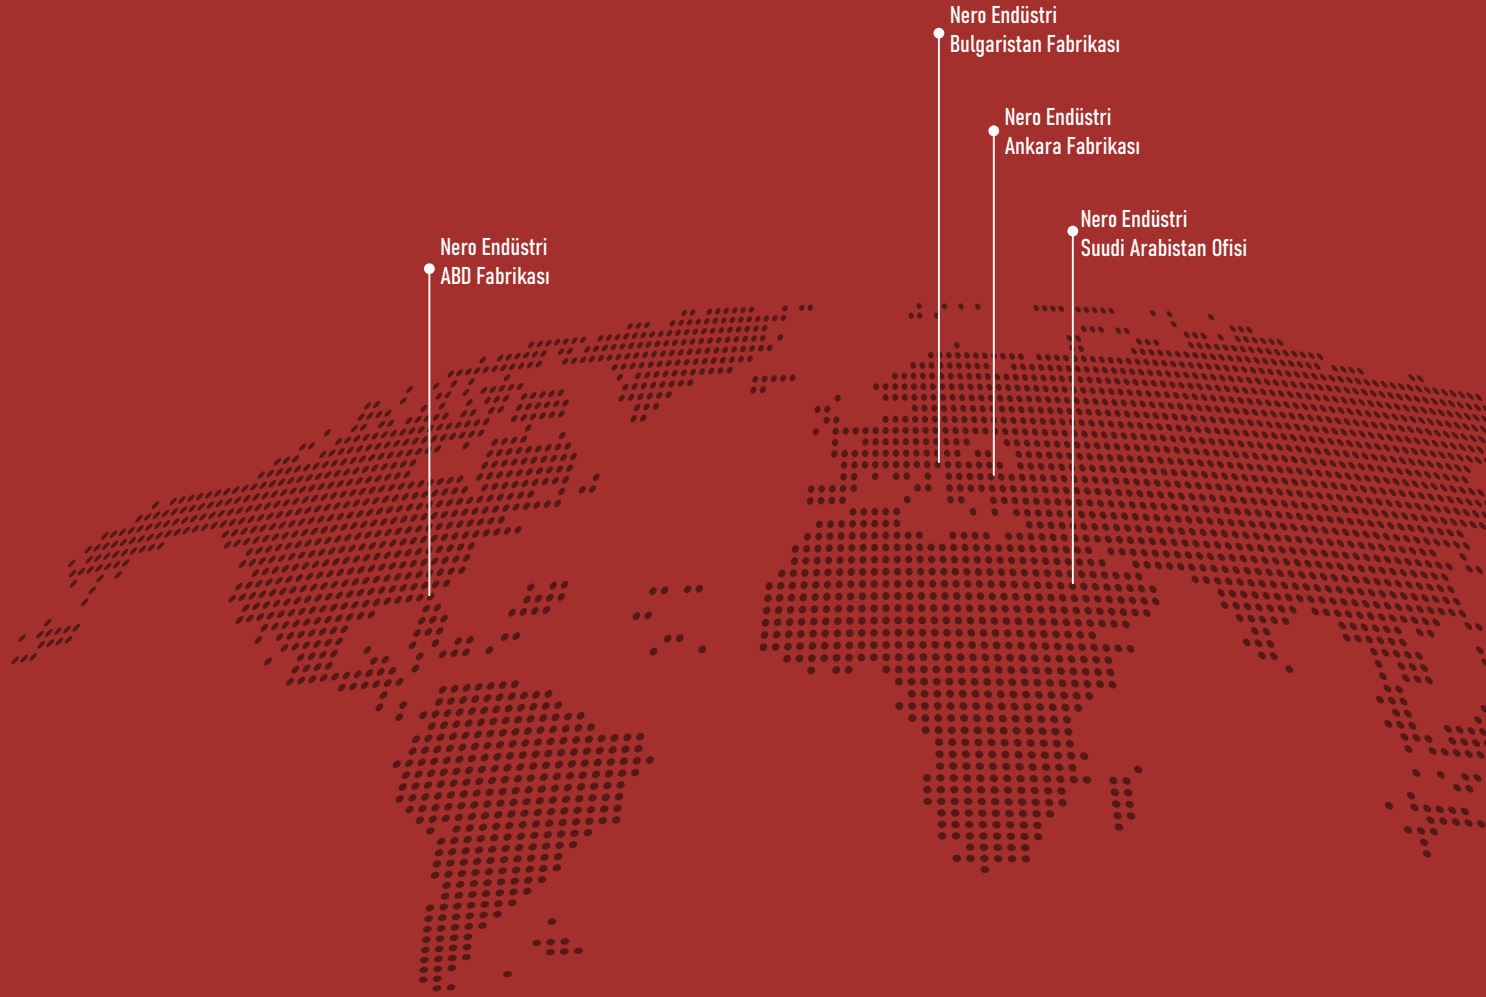 Nero Endüstri
Bulgaristan Fabrikası
Nero Endüstri
Ankara Fabrikası
Nero Endüstri
Suudi Arabistan Ofisi
Nero Endüstri
ABD Fabrikası